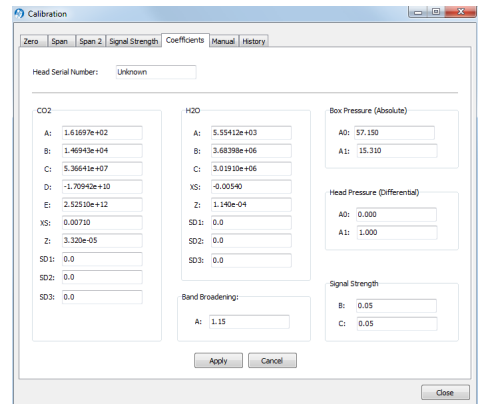 Calibration
Zero Span Span 2 Signal Strength Coefficients Manual History
Head Serial Number: Unknown
CO2
A: 1.61697e+02
B: 1.46943e+04
C: 5.36641e+07
D: -1.70942e+10
E: 2.52510e+12
XS: 0.00710
Z: 3.320e-05
SD1: 0.0
SD2: 0.0
SD3: 0.0
H2O
A: 5.55412e+03
B: 3.68398e+06
C: 3.01910e+06
XS: -0.00540
Z: 1.140e-04
SD1: 0.0
SD2: 0.0
SD3: 0.0
Band Broadening:
A: 1.15
Box Pressure (Absolute)
A0: 57.150
A1: 15.310
Head Pressure (Differential)
A0: 0.000
A1: 1.000
Signal Strength
B: 0.05
C: 0.05
Apply Cancel
Close